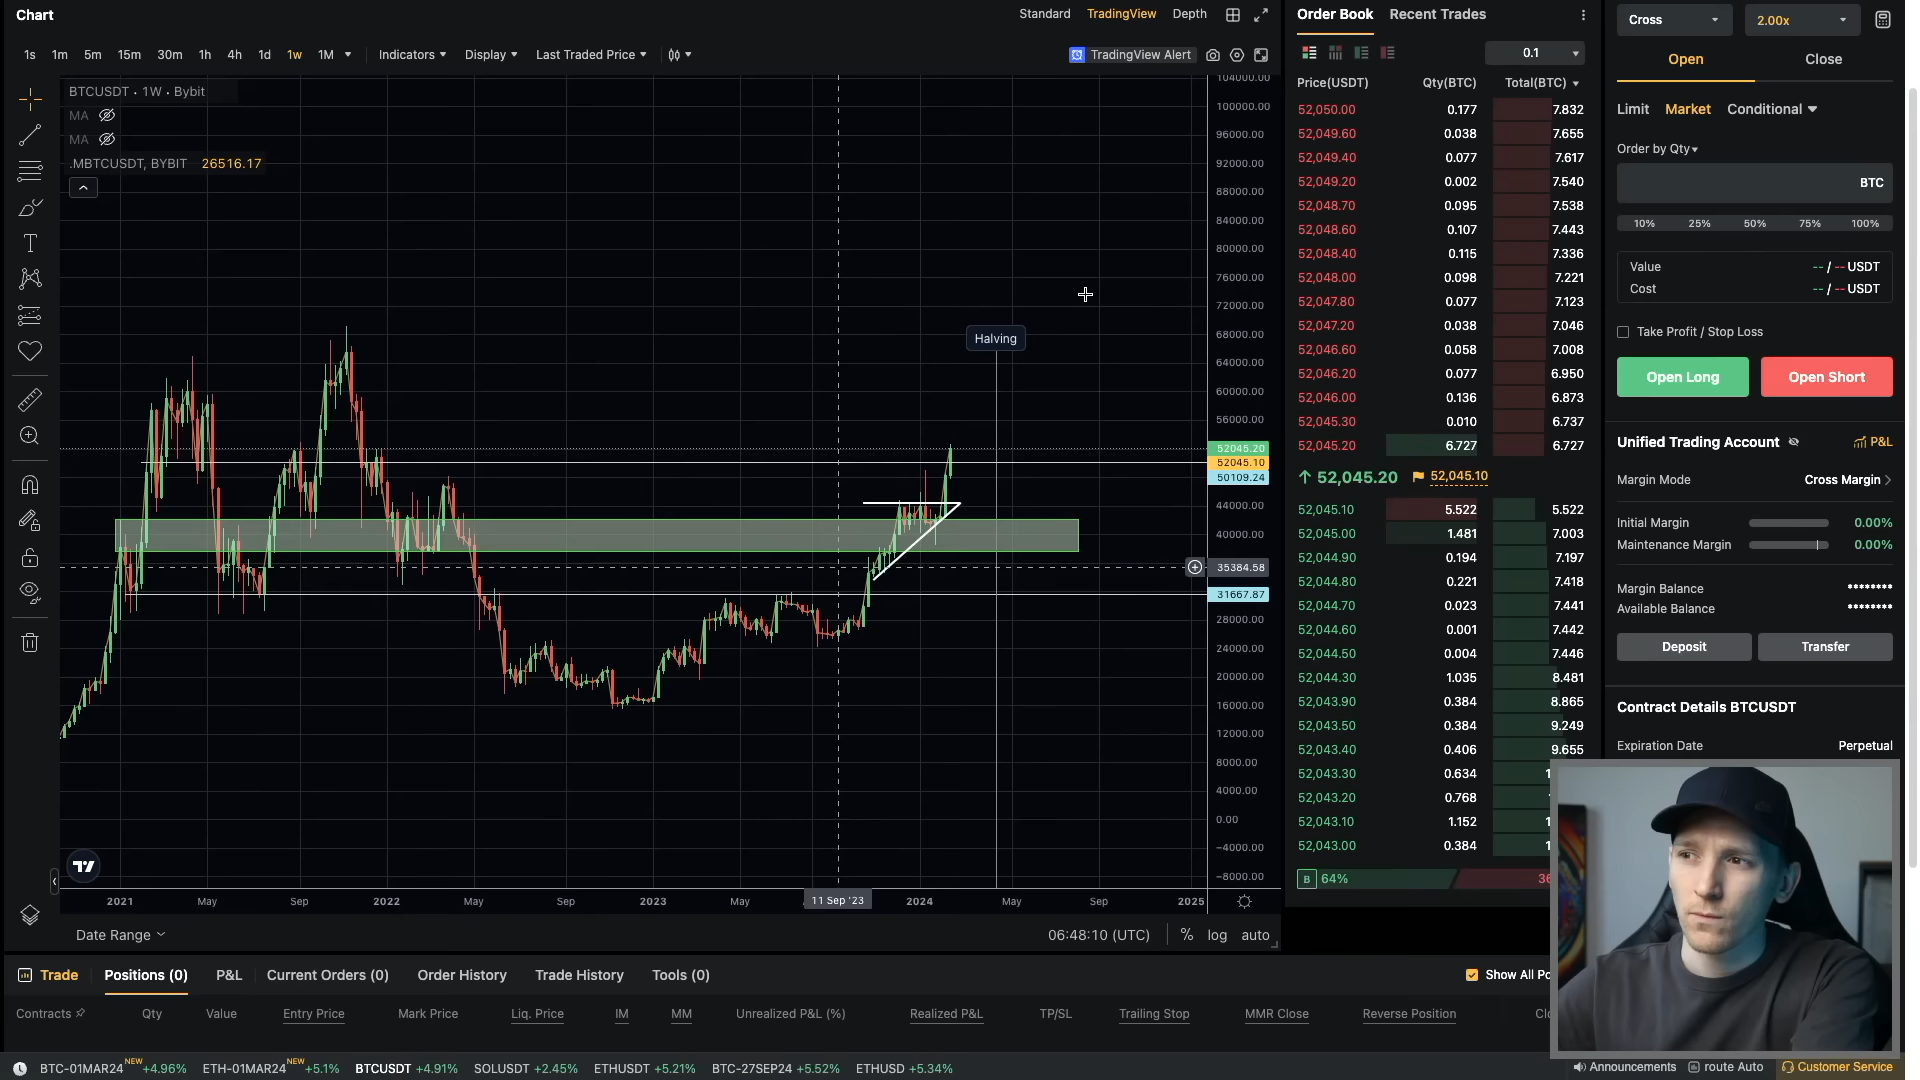 Chart
Standard TradingView Depth
1s 1m 5m 15m 30m 1h 4h 1d 1w 1M Indicators Display Last Traded Price
TradingView Alert
BTCUSDT · 1W · Bybit
MA
MA
.MBTCUSDT, BYBIT 26516.17
Halving
104000.00
100000.00
96000.00
92000.00
88000.00
84000.00
80000.00
76000.00
72000.00
68000.00
64000.00
60000.00
56000.00
52045.20
52045.10
50109.24
44000.00
40000.00
35384.58
31667.87
28000.00
24000.00
20000.00
16000.00
12000.00
8000.00
4000.00
0.00
−4000.00
−8000.00
2021 May Sep 2022 May Sep 2023 May 11 Sep '23 2024 May Sep 2025
Date Range
06:48:10 (UTC) % log auto
Order Book Recent Trades
0.1
Price(USDT) Qty(BTC) Total(BTC)
52,050.00 0.177 7.832
52,049.60 0.038 7.655
52,049.40 0.077 7.617
52,049.20 0.002 7.540
52,048.70 0.095 7.538
52,048.60 0.107 7.443
52,048.40 0.115 7.336
52,048.00 0.098 7.221
52,047.80 0.077 7.123
52,047.20 0.038 7.046
52,046.60 0.058 7.008
52,046.20 0.077 6.950
52,046.00 0.136 6.873
52,045.30 0.010 6.737
52,045.20 6.727 6.727
52,045.20 52,045.10
52,045.10 5.522 5.522
52,045.00 1.481 7.003
52,044.90 0.194 7.197
52,044.80 0.221 7.418
52,044.70 0.023 7.441
52,044.60 0.001 7.442
52,044.50 0.004 7.446
52,044.30 1.035 8.481
52,043.90 0.384 8.865
52,043.50 0.384 9.249
52,043.40 0.406 9.655
52,043.30 0.634 1
52,043.20 0.768 1
52,043.10 1.152 1
52,043.00 0.384 1
B 64% 36
Cross 2.00x
Open Close
Limit Market Conditional
Order by Qty
BTC
10% 25% 50% 75% 100%
Value -- / -- USDT
Cost -- / -- USDT
Take Profit / Stop Loss
Open Long Open Short
Unified Trading Account P&L
Margin Mode Cross Margin
Initial Margin 0.00%
Maintenance Margin 0.00%
Margin Balance ********
Available Balance ********
Deposit Transfer
Contract Details BTCUSDT
Expiration Date Perpetual
Trade Positions (0) P&L Current Orders (0) Order History Trade History Tools (0)
Show All Po
Contracts Qty Value Entry Price Mark Price Liq. Price IM MM Unrealized P&L (%) Realized P&L TP/SL Trailing Stop MMR Close Reverse Position Clo
BTC-01MAR24 NEW +4.96% ETH-01MAR24 NEW +5.1% BTCUSDT +4.91% SOLUSDT +2.45% ETHUSDT +5.21% BTC-27SEP24 +5.52% ETHUSD +5.34%
Announcements route Auto Customer Service